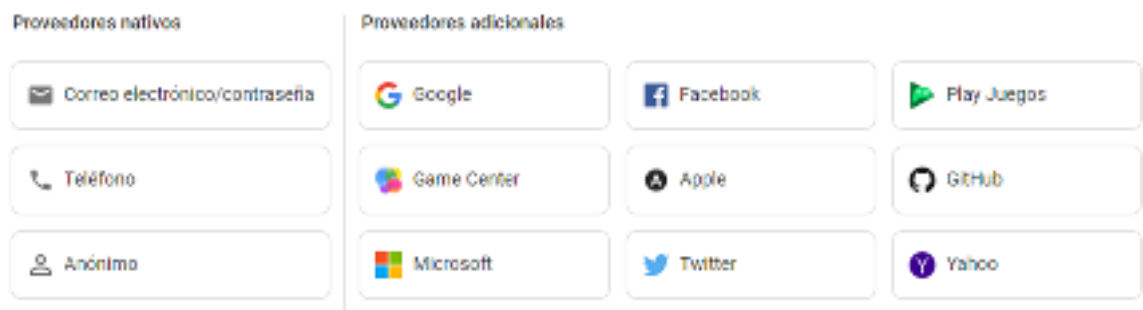 Proveedores nativos
Proveedores adicionales
Correo electrónico/contraseña
Google
Facebook
Play Juegos
Teléfono
Game Center
Apple
GitHub
Anónimo
Microsoft
Twitter
Yahoo